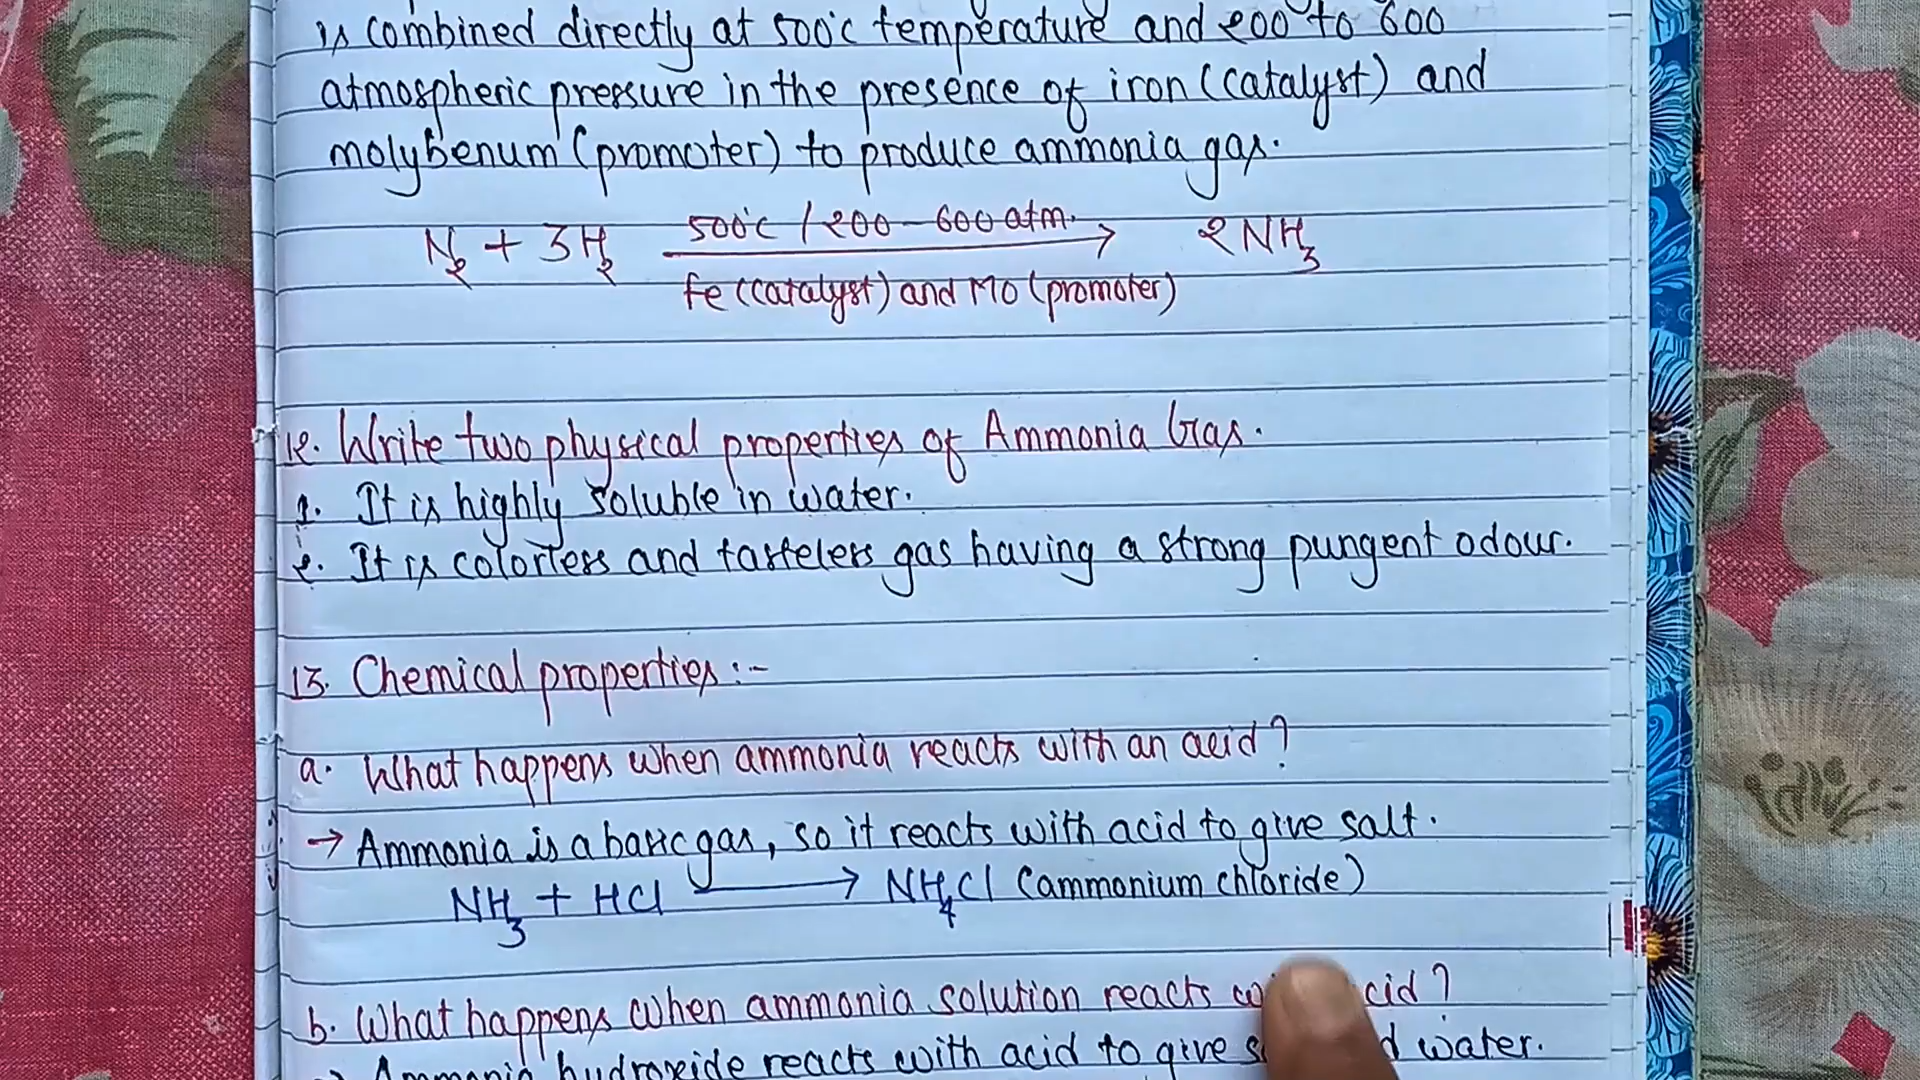 is combined directly at 500°c temperature and 200 to 600
atmospheric pressure in the presence of iron (catalyst) and
molybenum (promoter) to produce ammonia gas.
500°c / 200-600 atm.
N2 + 3H2 → 2NH3
Fe (catalyst) and Mo (promoter)
12. Write two physical properties of Ammonia Gas.
1. It is highly soluble in water.
2. It is colorless and tasteless gas having a strong pungent odour.
13. Chemical properties:-
a. What happens when ammonia reacts with an acid?
→ Ammonia is a basic gas, so it reacts with acid to give salt.
NH3 + HCl → NH4Cl (ammonium chloride)
b. What happens when ammonia solution reacts cid?
hydroxide reacts with acid to give water.